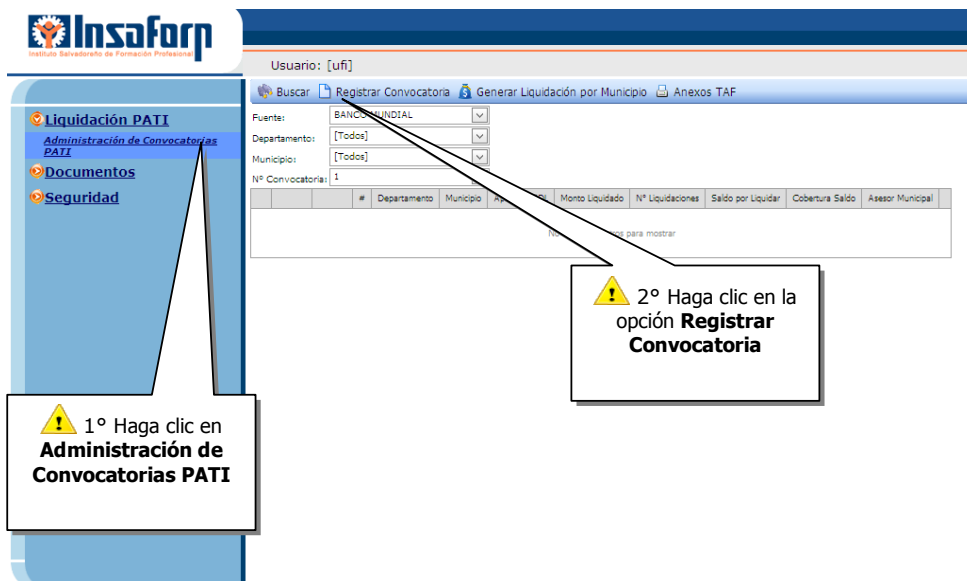 Insaforp
Instituto Salvadoreño de Formación Profesional
Usuario: [ufi]
Buscar Registrar Convocatoria Generar Liquidación por Municipio Anexos TAF
Liquidación PATI
Administración de Convocatorias
PATI
Documentos
Seguridad
Fuente: BANCO MUNDIAL
Departamento: [Todos]
Municipio: [Todos]
Nº Convocatoria: 1
# Departamento Municipio Monto Liquidado Nº Liquidaciones Saldo por Liquidar Cobertura Saldo Asesor Municipal
para mostrar
2° Haga clic en la
opción Registrar
Convocatoria
1° Haga clic en
Administración de
Convocatorias PATI